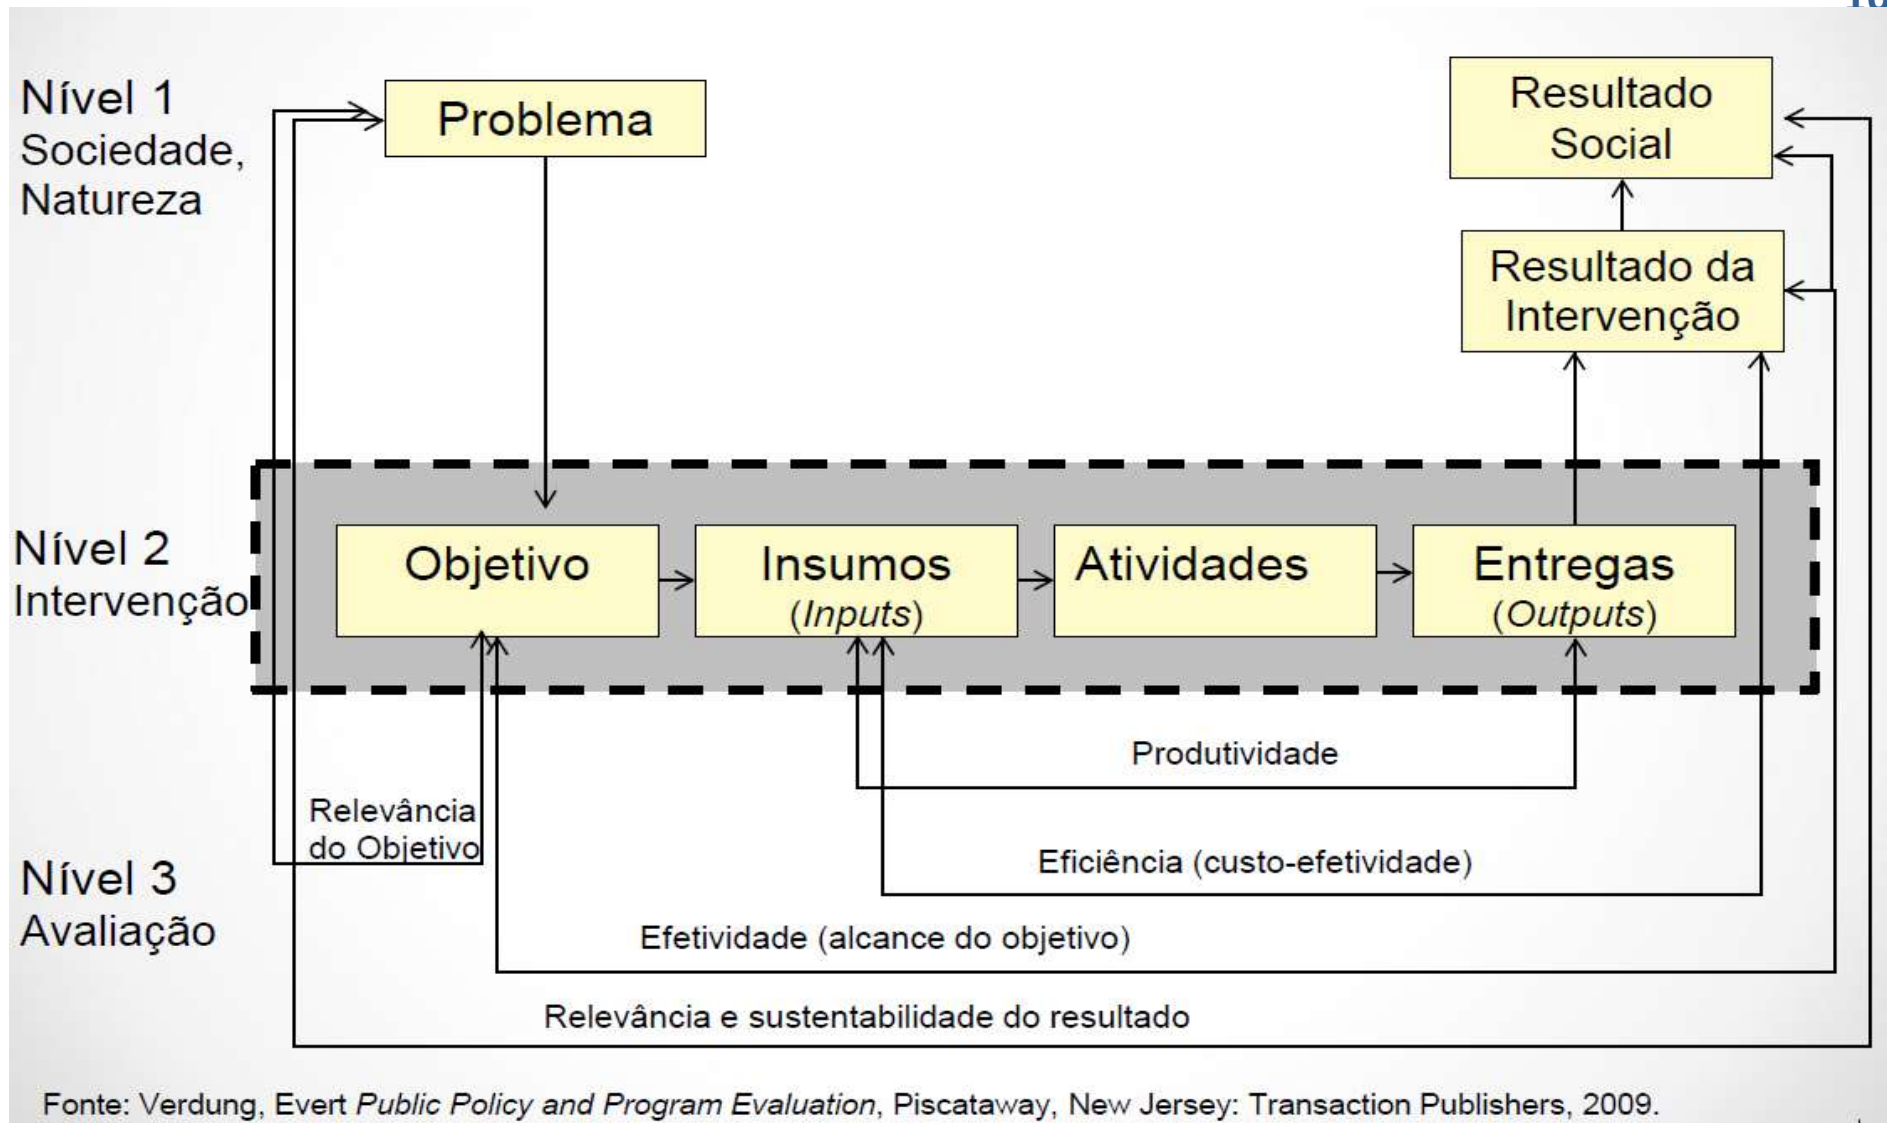 Nível 1
Sociedade,
Natureza
Problema
Resultado
Social
Resultado da
Intervenção
Nível 2
Intervenção
Objetivo
Insumos
(Inputs)
Atividades
Entregas
(Outputs)
Produtividade
Relevância
do Objetivo
Eficiência (custo-efetividade)
Nível 3
Avaliação
Efetividade (alcance do objetivo)
Relevância e sustentabilidade do resultado
Fonte: Verdung, Evert Public Policy and Program Evaluation, Piscataway, New Jersey: Transaction Publishers, 2009.